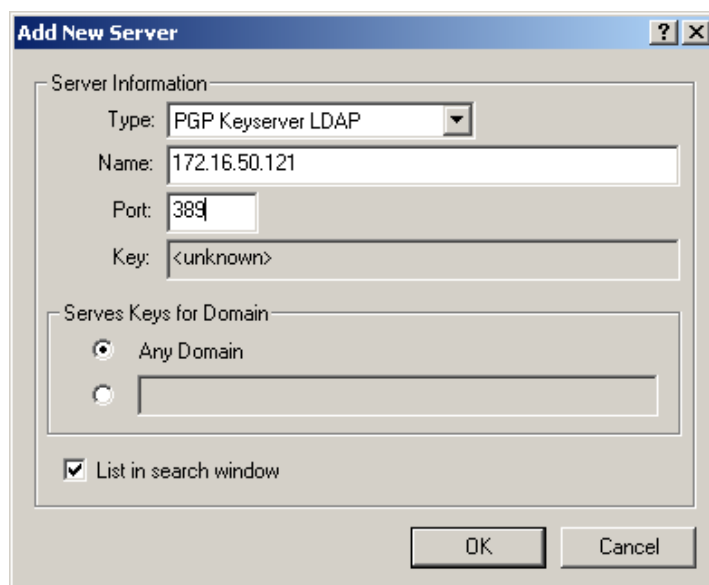 Add New Server
Server Information
Type: PGP Keyserver LDAP
Name: 172.16.50.121
Port: 389
Key: <unknown>
Serves Keys for Domain
Any Domain
List in search window
OK Cancel